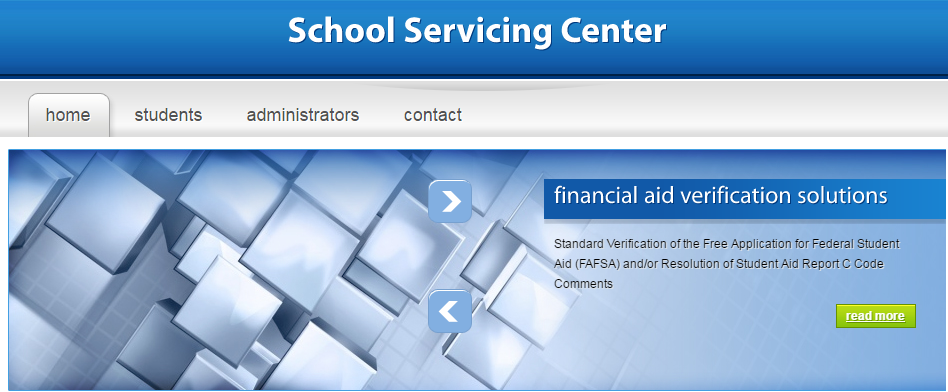 School Servicing Center
home
students
administrators
contact
financial aid verification solutions
Standard Verification of the Free Application for Federal Student
Aid (FAFSA) and/or Resolution of Student Aid Report C Code
Comments
read more